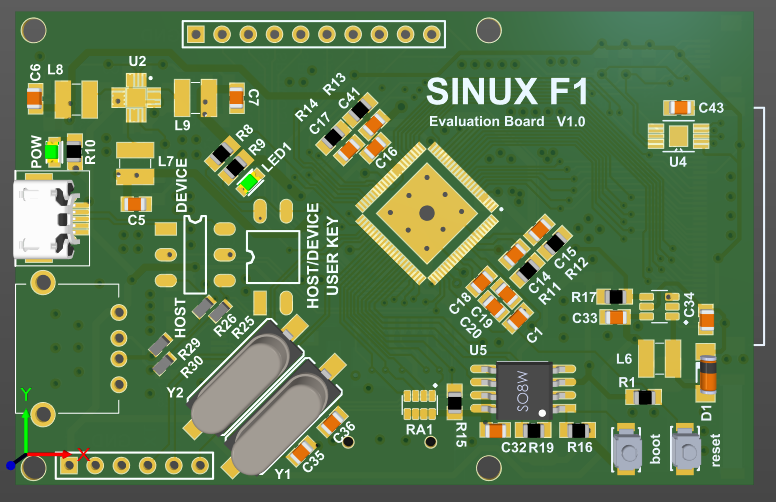 SINUX F1
Evaluation Board V1.0
C6
L8
U2
L9
C7
R14
R13
C17
C41
C16
C43
U4
POW
R10
L7
C5
DEVICE
R8
R9
LED1
HOST/DEVICE
USER KEY
HOST
R26
R25
R29
R30
Y2
Y1
C35
C36
C15
R12
C14
R11
C18
C19
C20
C1
R17
C33
C34
L6
R1
D1
U5
SO8W
RA1
R15
C32
R19
R16
boot
reset
Y
X